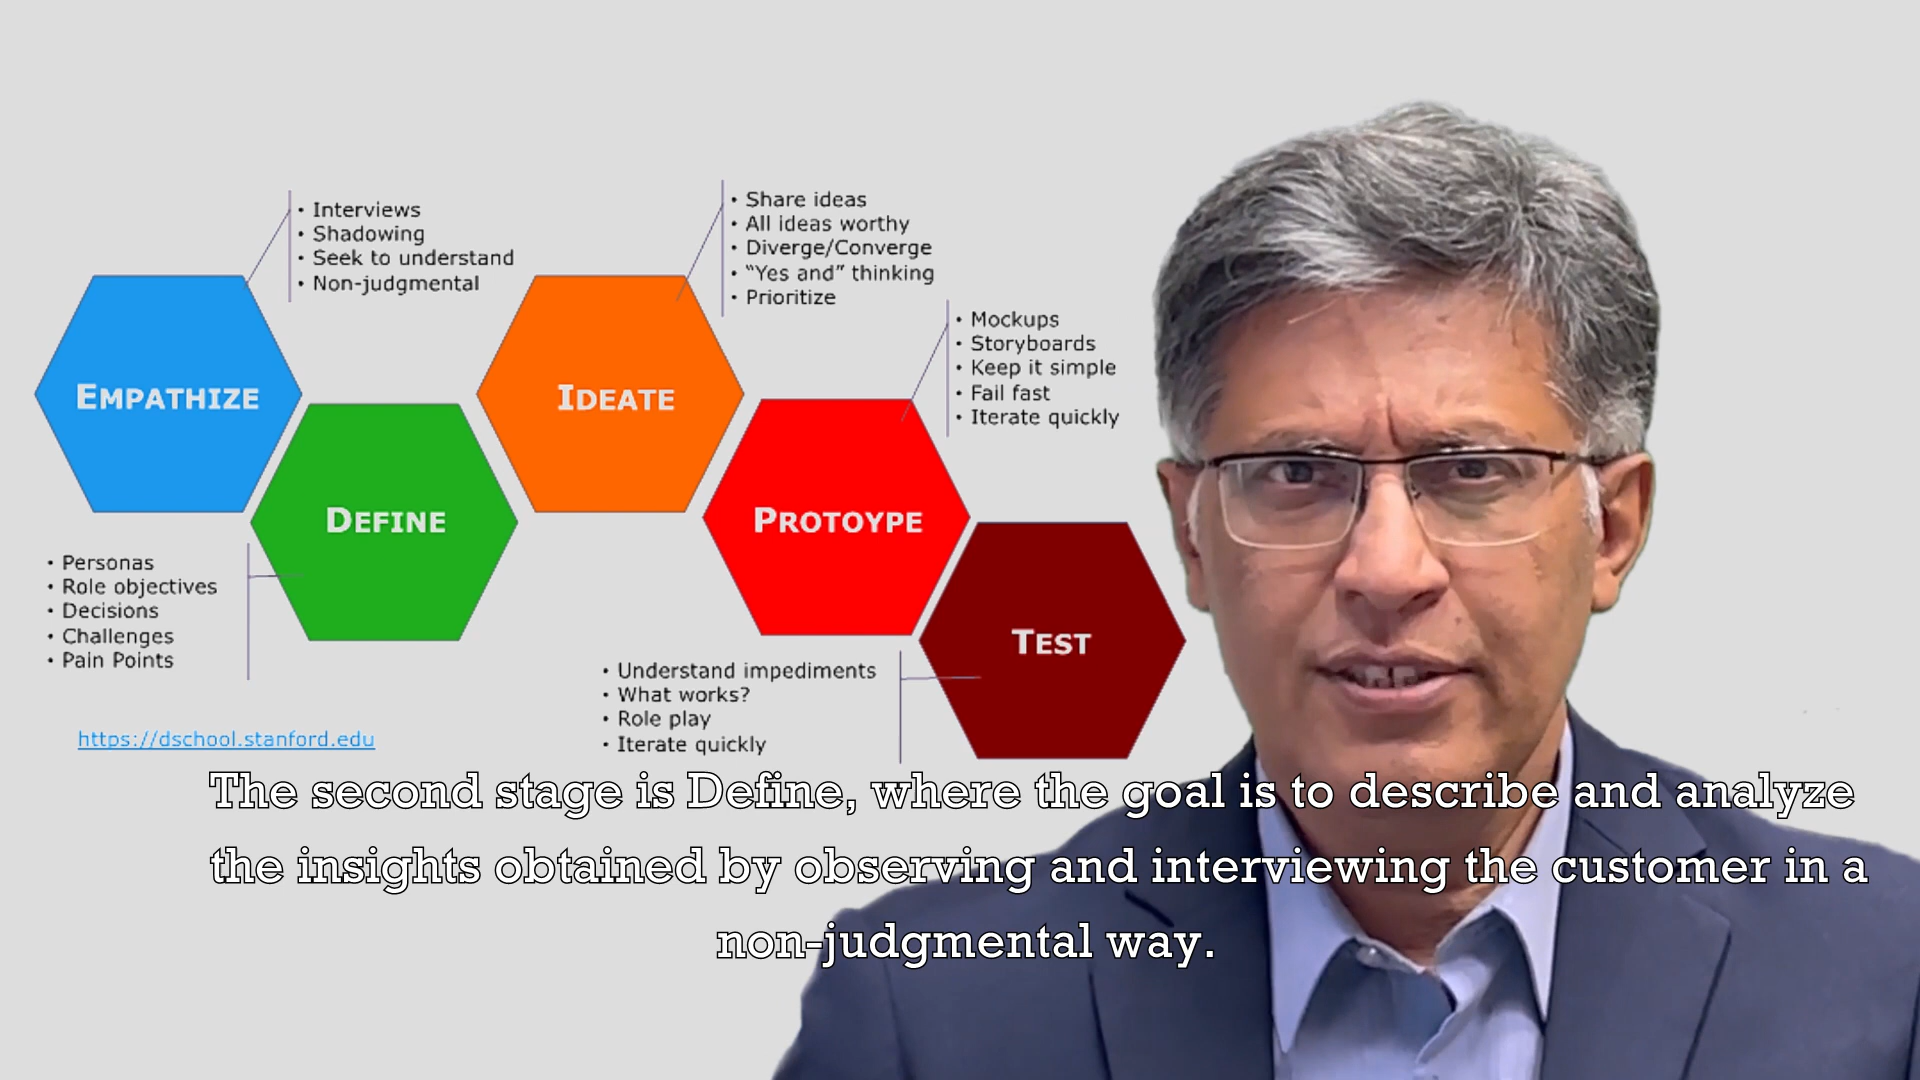 • Interviews
• Shadowing
• Seek to understand
• Non-judgmental
EMPATHIZE
• Personas
• Role objectives
• Decisions
• Challenges
• Pain Points
DEFINE
• Share ideas
• All ideas worthy
• Diverge/Converge
• “Yes and” thinking
• Prioritize
IDEATE
• Mockups
• Storyboards
• Keep it simple
• Fail fast
• Iterate quickly
PROTOYPE
• Understand impediments
• What works?
• Role play
• Iterate quickly
TEST
https://dschool.stanford.edu
The second stage is Define, where the goal is to describe and analyze
the insights obtained by observing and interviewing the customer in a
non-judgmental way.